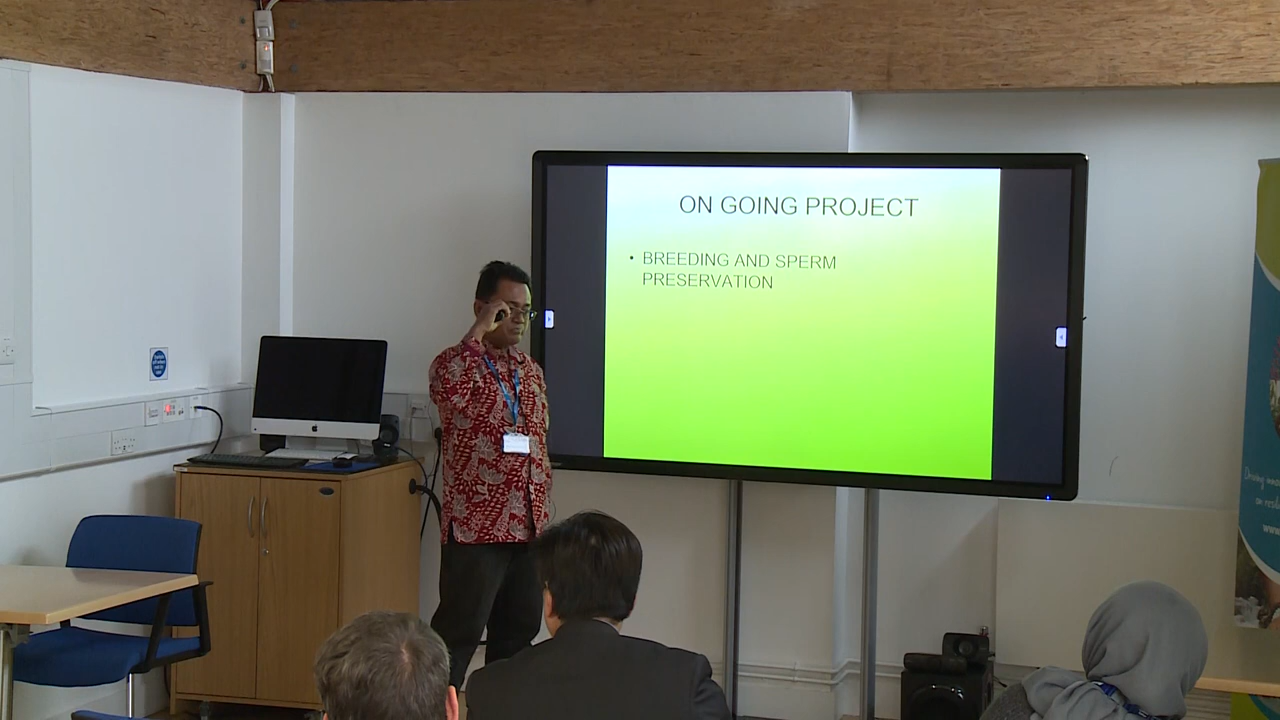 ON GOING PROJECT
• BREEDING AND SPERM
PRESERVATION